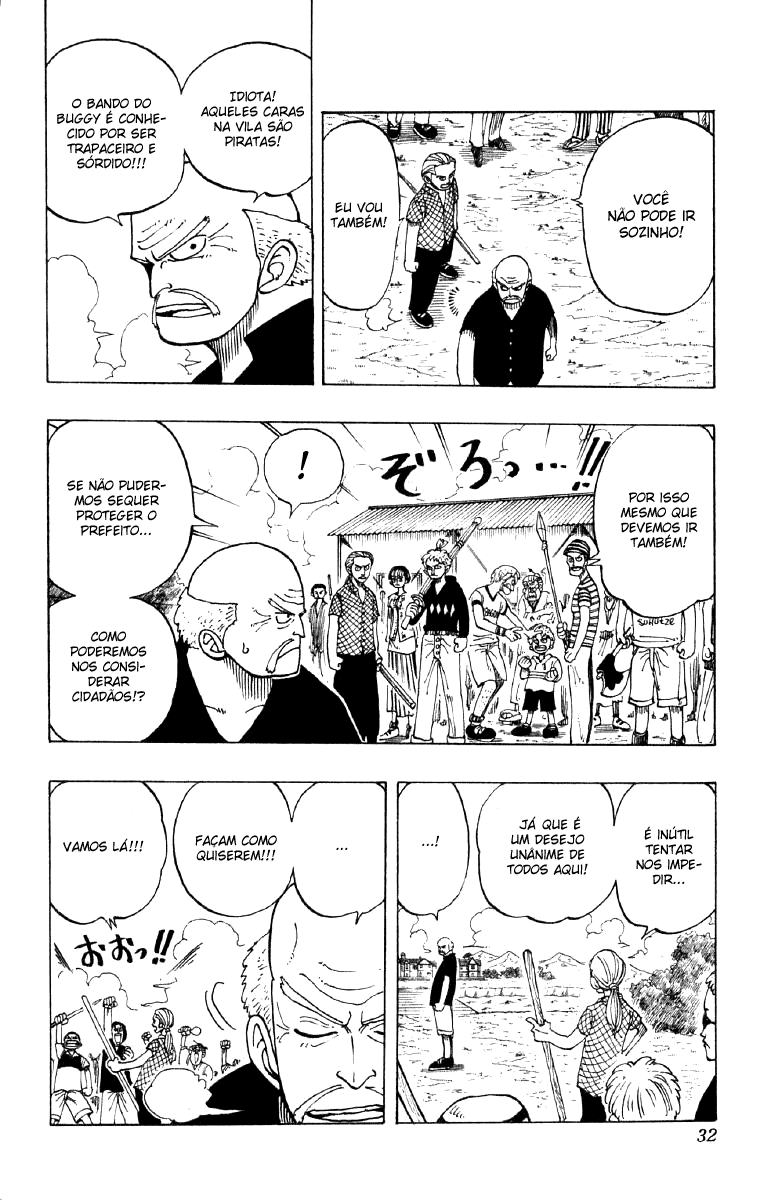 VOCÊ
NÃO PODE IR
SOZINHO!
EU VOU
TAMBÉM!
IDIOTA!
AQUELES CARAS
NA VILA SÃO
PIRATAS!
O BANDO DO
BUGGY É CONHE-
CIDO POR SER
TRAPACEIRO E
SÓRDIDO!!!
POR ISSO
MESMO QUE
DEVEMOS IR
TAMBÉM!
ぞろっ…!!
!
SE NÃO PUDER-
MOS SEQUER
PROTEGER O
PREFEITO...
COMO
PODEREMOS
NOS CONSI-
DERAR
CIDADÃOS!?
SUHUTZE
É INÚTIL
TENTAR
NOS IMPE-
DIR...
JÁ QUE É
UM DESEJO
UNÂNIME DE
TODOS AQUI!
...!
...
FAÇAM COMO
QUISEREM!!!
VAMOS LÁ!!!
おおっ!!
32